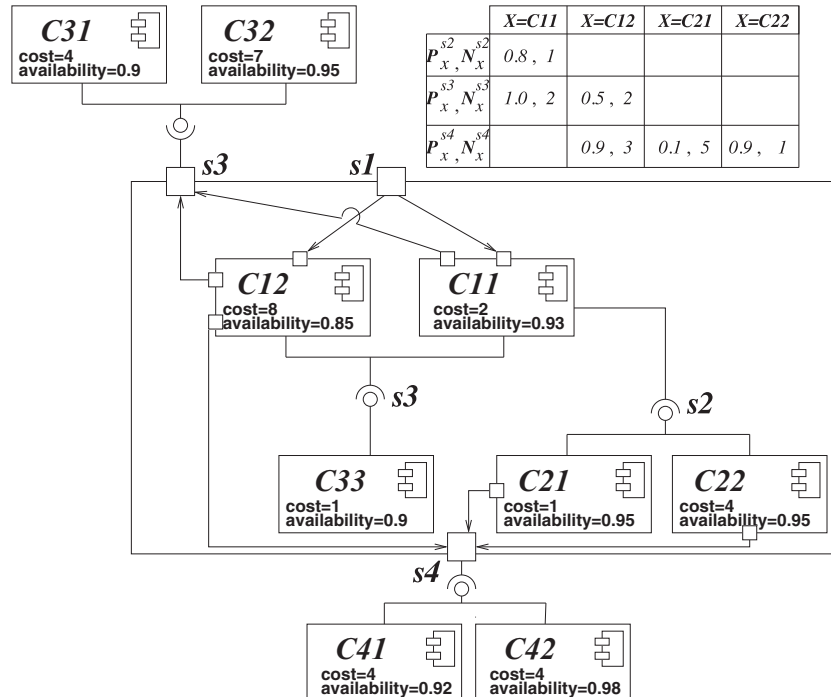 C31
cost=4
availability=0.9
C32
cost=7
availability=0.95
X=C11 X=C12 X=C21 X=C22
P_x^{s2}, N_x^{s2} 0.8 , 1
P_x^{s3}, N_x^{s3} 1.0 , 2 0.5 , 2
P_x^{s4}, N_x^{s4} 0.9 , 3 0.1 , 5 0.9 , 1
s3
s1
C12
cost=8
availability=0.85
C11
cost=2
availability=0.93
s3
s2
C33
cost=1
availability=0.9
C21
cost=1
availability=0.95
C22
cost=4
availability=0.95
s4
C41
cost=4
availability=0.92
C42
cost=4
availability=0.98